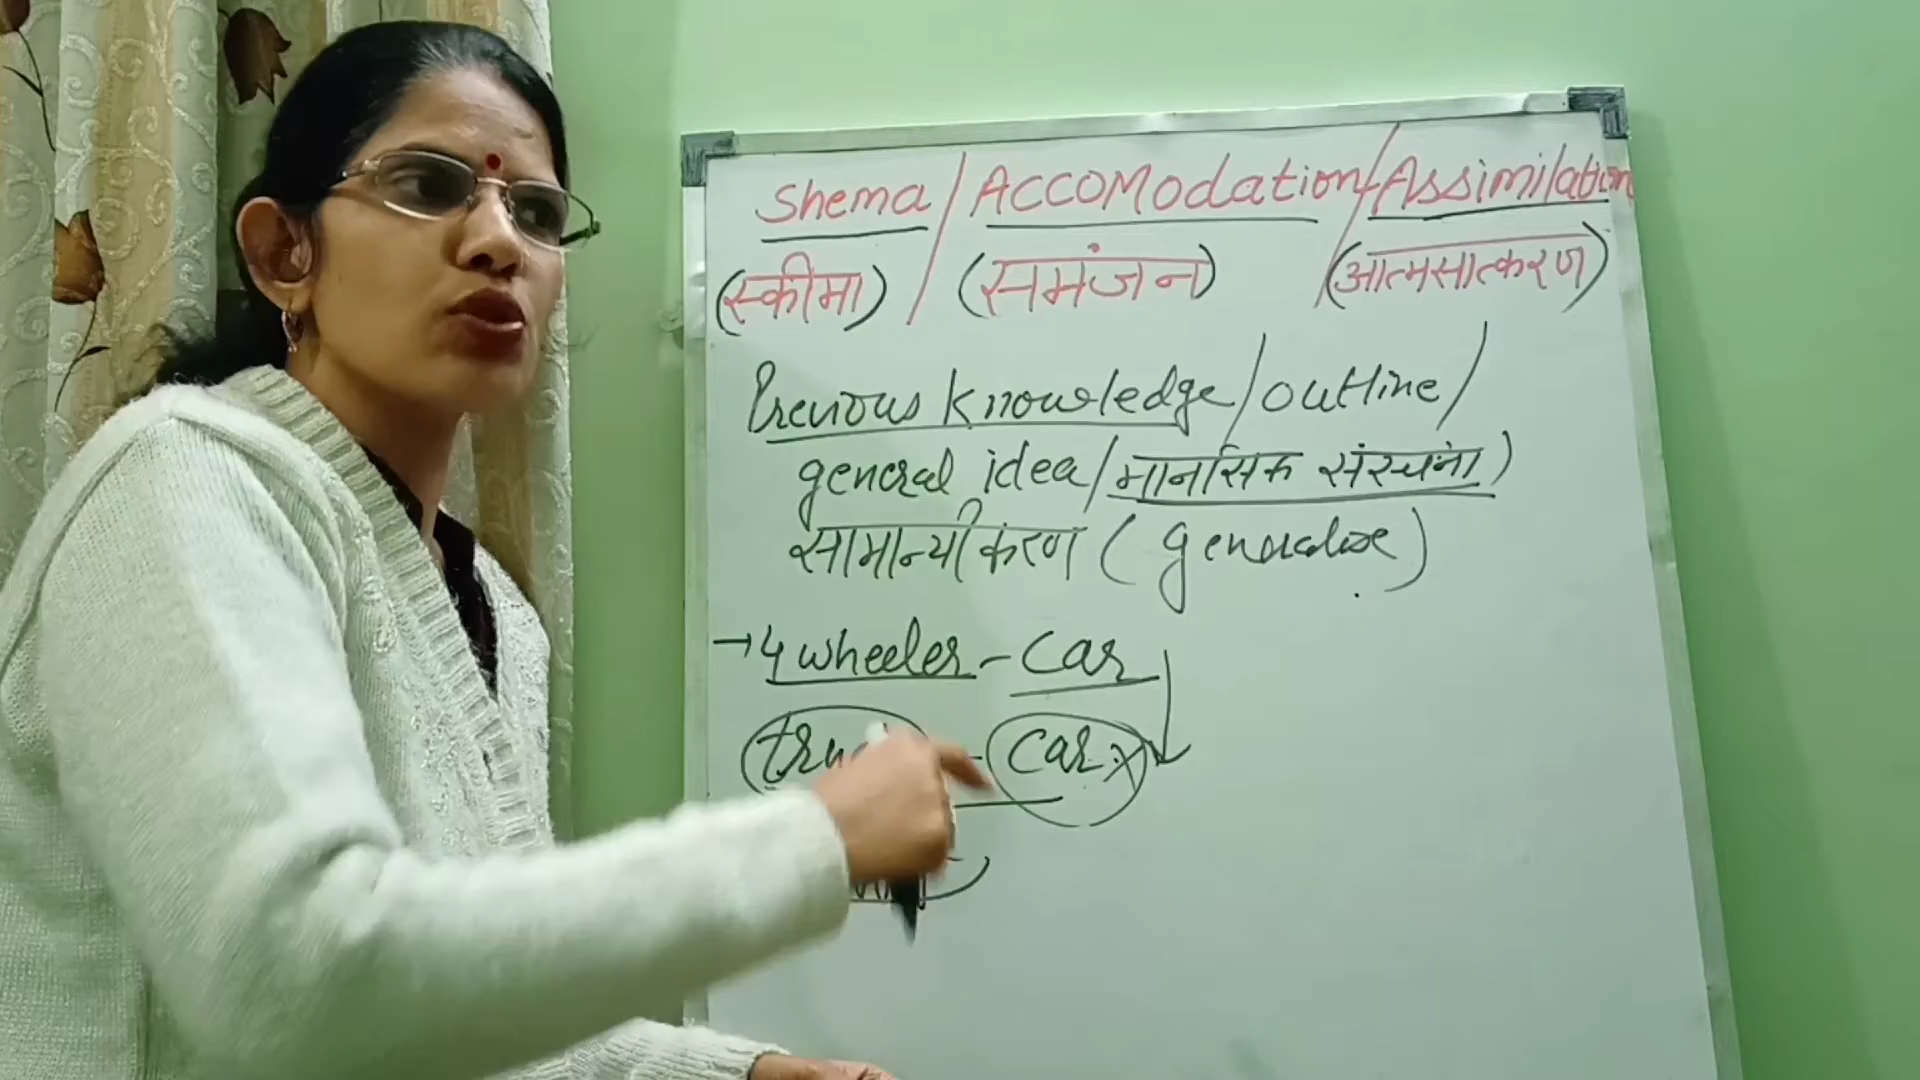 Shema / ACCOModation / Assimilation
(स्कीमा) / (समंजन) / (आत्मसात्करण)
Previous knowledge / outline /
general idea / मानसिक संरचना)
सामान्यीकरण (generalise)
→ 4 wheeler - car
- car x